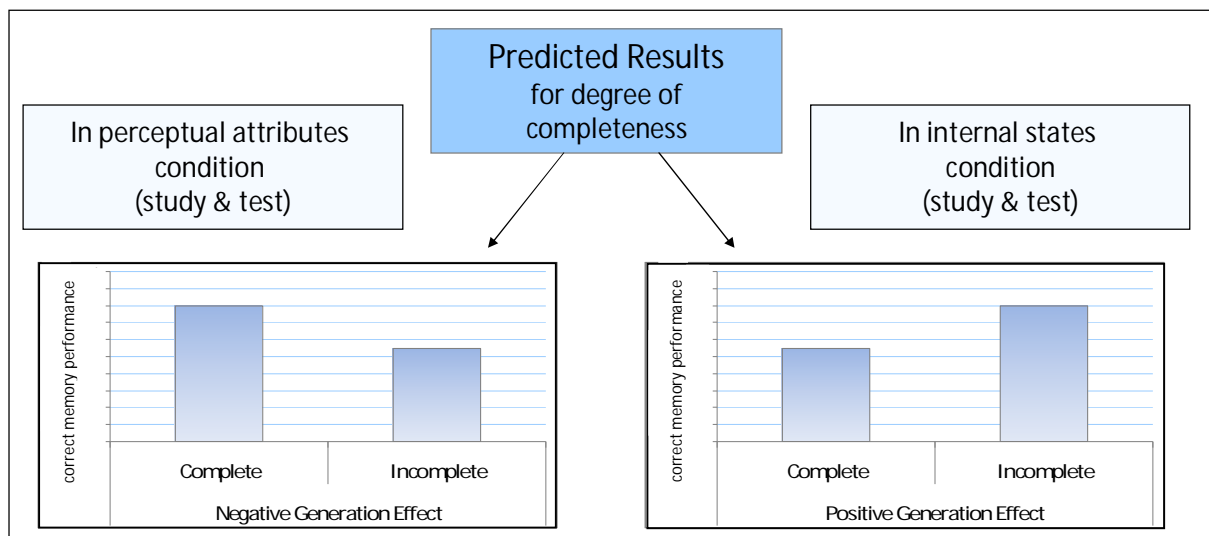 Predicted Results
for degree of
completeness
In perceptual attributes
condition
(study & test)
In internal states
condition
(study & test)
correct memory performance
Complete
Incomplete
Negative Generation Effect
correct memory performance
Complete
Incomplete
Positive Generation Effect